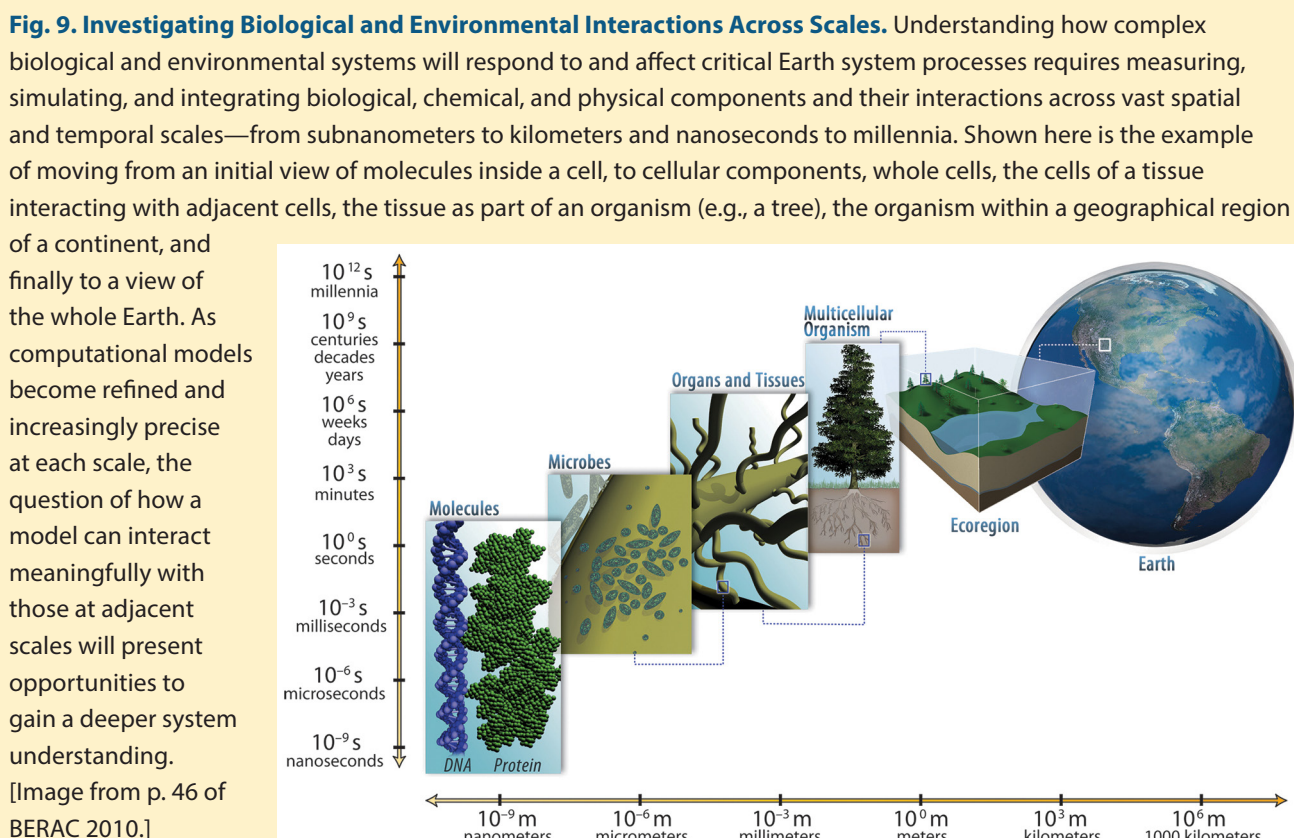 Fig. 9. Investigating Biological and Environmental Interactions Across Scales. Understanding how complex
biological and environmental systems will respond to and affect critical Earth system processes requires measuring,
simulating, and integrating biological, chemical, and physical components and their interactions across vast spatial
and temporal scales—from subnanometers to kilometers and nanoseconds to millennia. Shown here is the example
of moving from an initial view of molecules inside a cell, to cellular components, whole cells, the cells of a tissue
interacting with adjacent cells, the tissue as part of an organism (e.g., a tree), the organism within a geographical region
of a continent, and
finally to a view of
the whole Earth. As
computational models
become refined and
increasingly precise
at each scale, the
question of how a
model can interact
meaningfully with
those at adjacent
scales will present
opportunities to
gain a deeper system
understanding.
[Image from p. 46 of
BERAC 2010.]
10¹² s
millennia
10⁹ s
centuries
decades
years
10⁶ s
weeks
days
10³ s
minutes
10⁰ s
seconds
10⁻³ s
milliseconds
10⁻⁶ s
microseconds
10⁻⁹ s
nanoseconds
Molecules
DNA Protein
Microbes
Organs and Tissues
Multicellular
Organism
Ecoregion
Earth
10⁻⁹ m
nanometers
10⁻⁶ m
micrometers
10⁻³ m
millimeters
10⁰ m
meters
10³ m
kilometers
10⁶ m
1000 kilometers